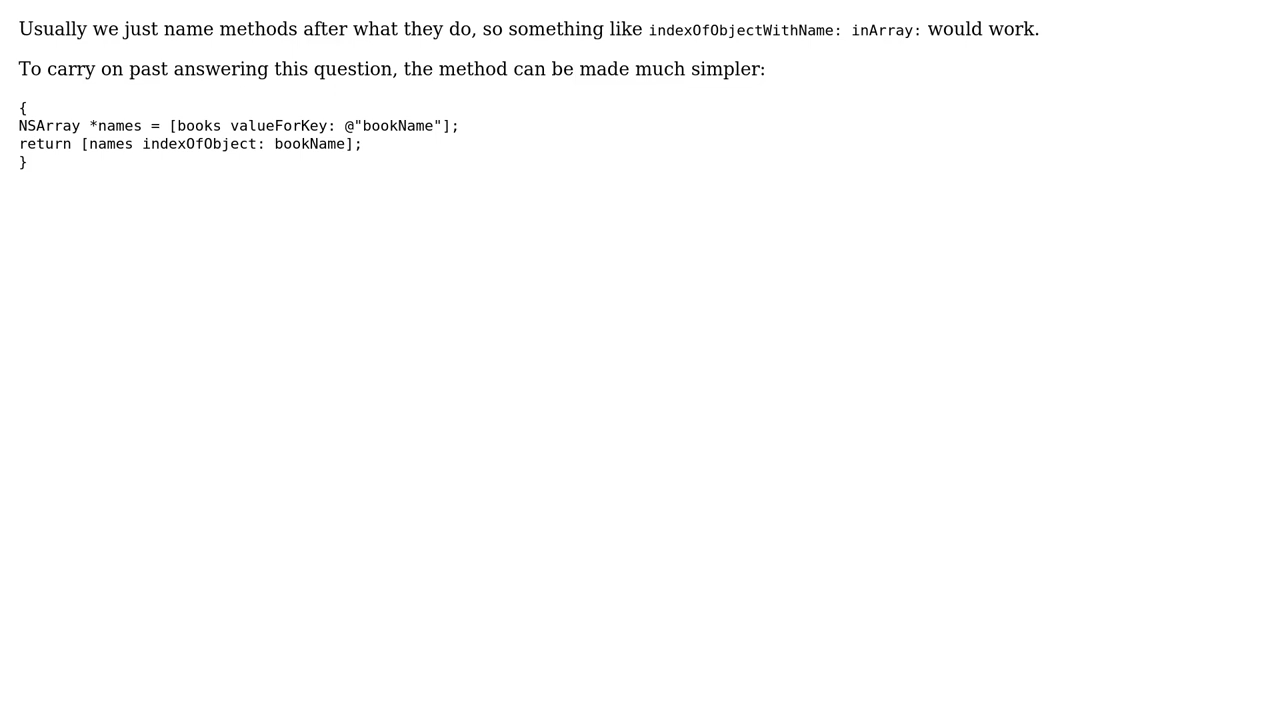 Usually we just name methods after what they do, so something like indexOfObjectWithName: inArray: would work.
To carry on past answering this question, the method can be made much simpler:
{
NSArray *names = [books valueForKey: @"bookName"];
return [names indexOfObject: bookName];
}